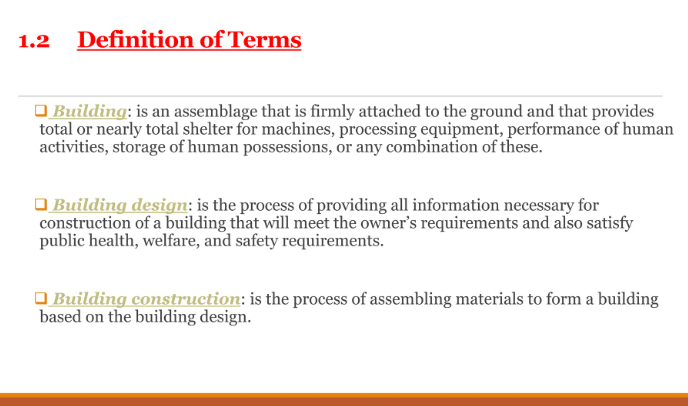 1.2 Definition of Terms
Building: is an assemblage that is firmly attached to the ground and that provides
total or nearly total shelter for machines, processing equipment, performance of human
activities, storage of human possessions, or any combination of these.
Building design: is the process of providing all information necessary for
construction of a building that will meet the owner’s requirements and also satisfy
public health, welfare, and safety requirements.
Building construction: is the process of assembling materials to form a building
based on the building design.